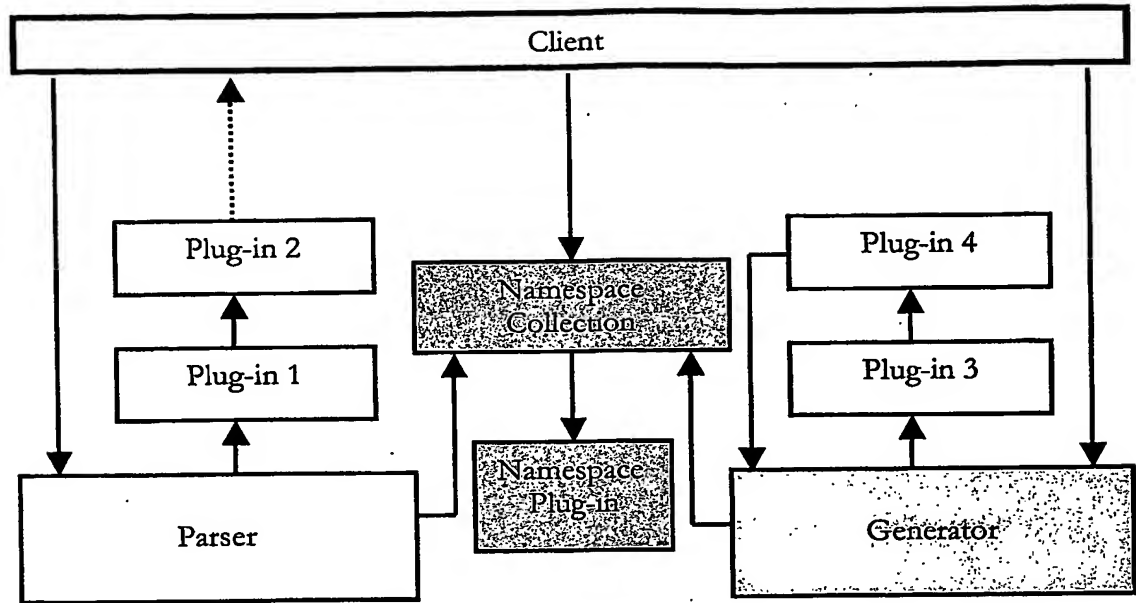 Client
Plug-in 2
Plug-in 4
Namespace
Collection
Plug-in 1
Plug-in 3
Namespace
Plug-in
Parser
Generator